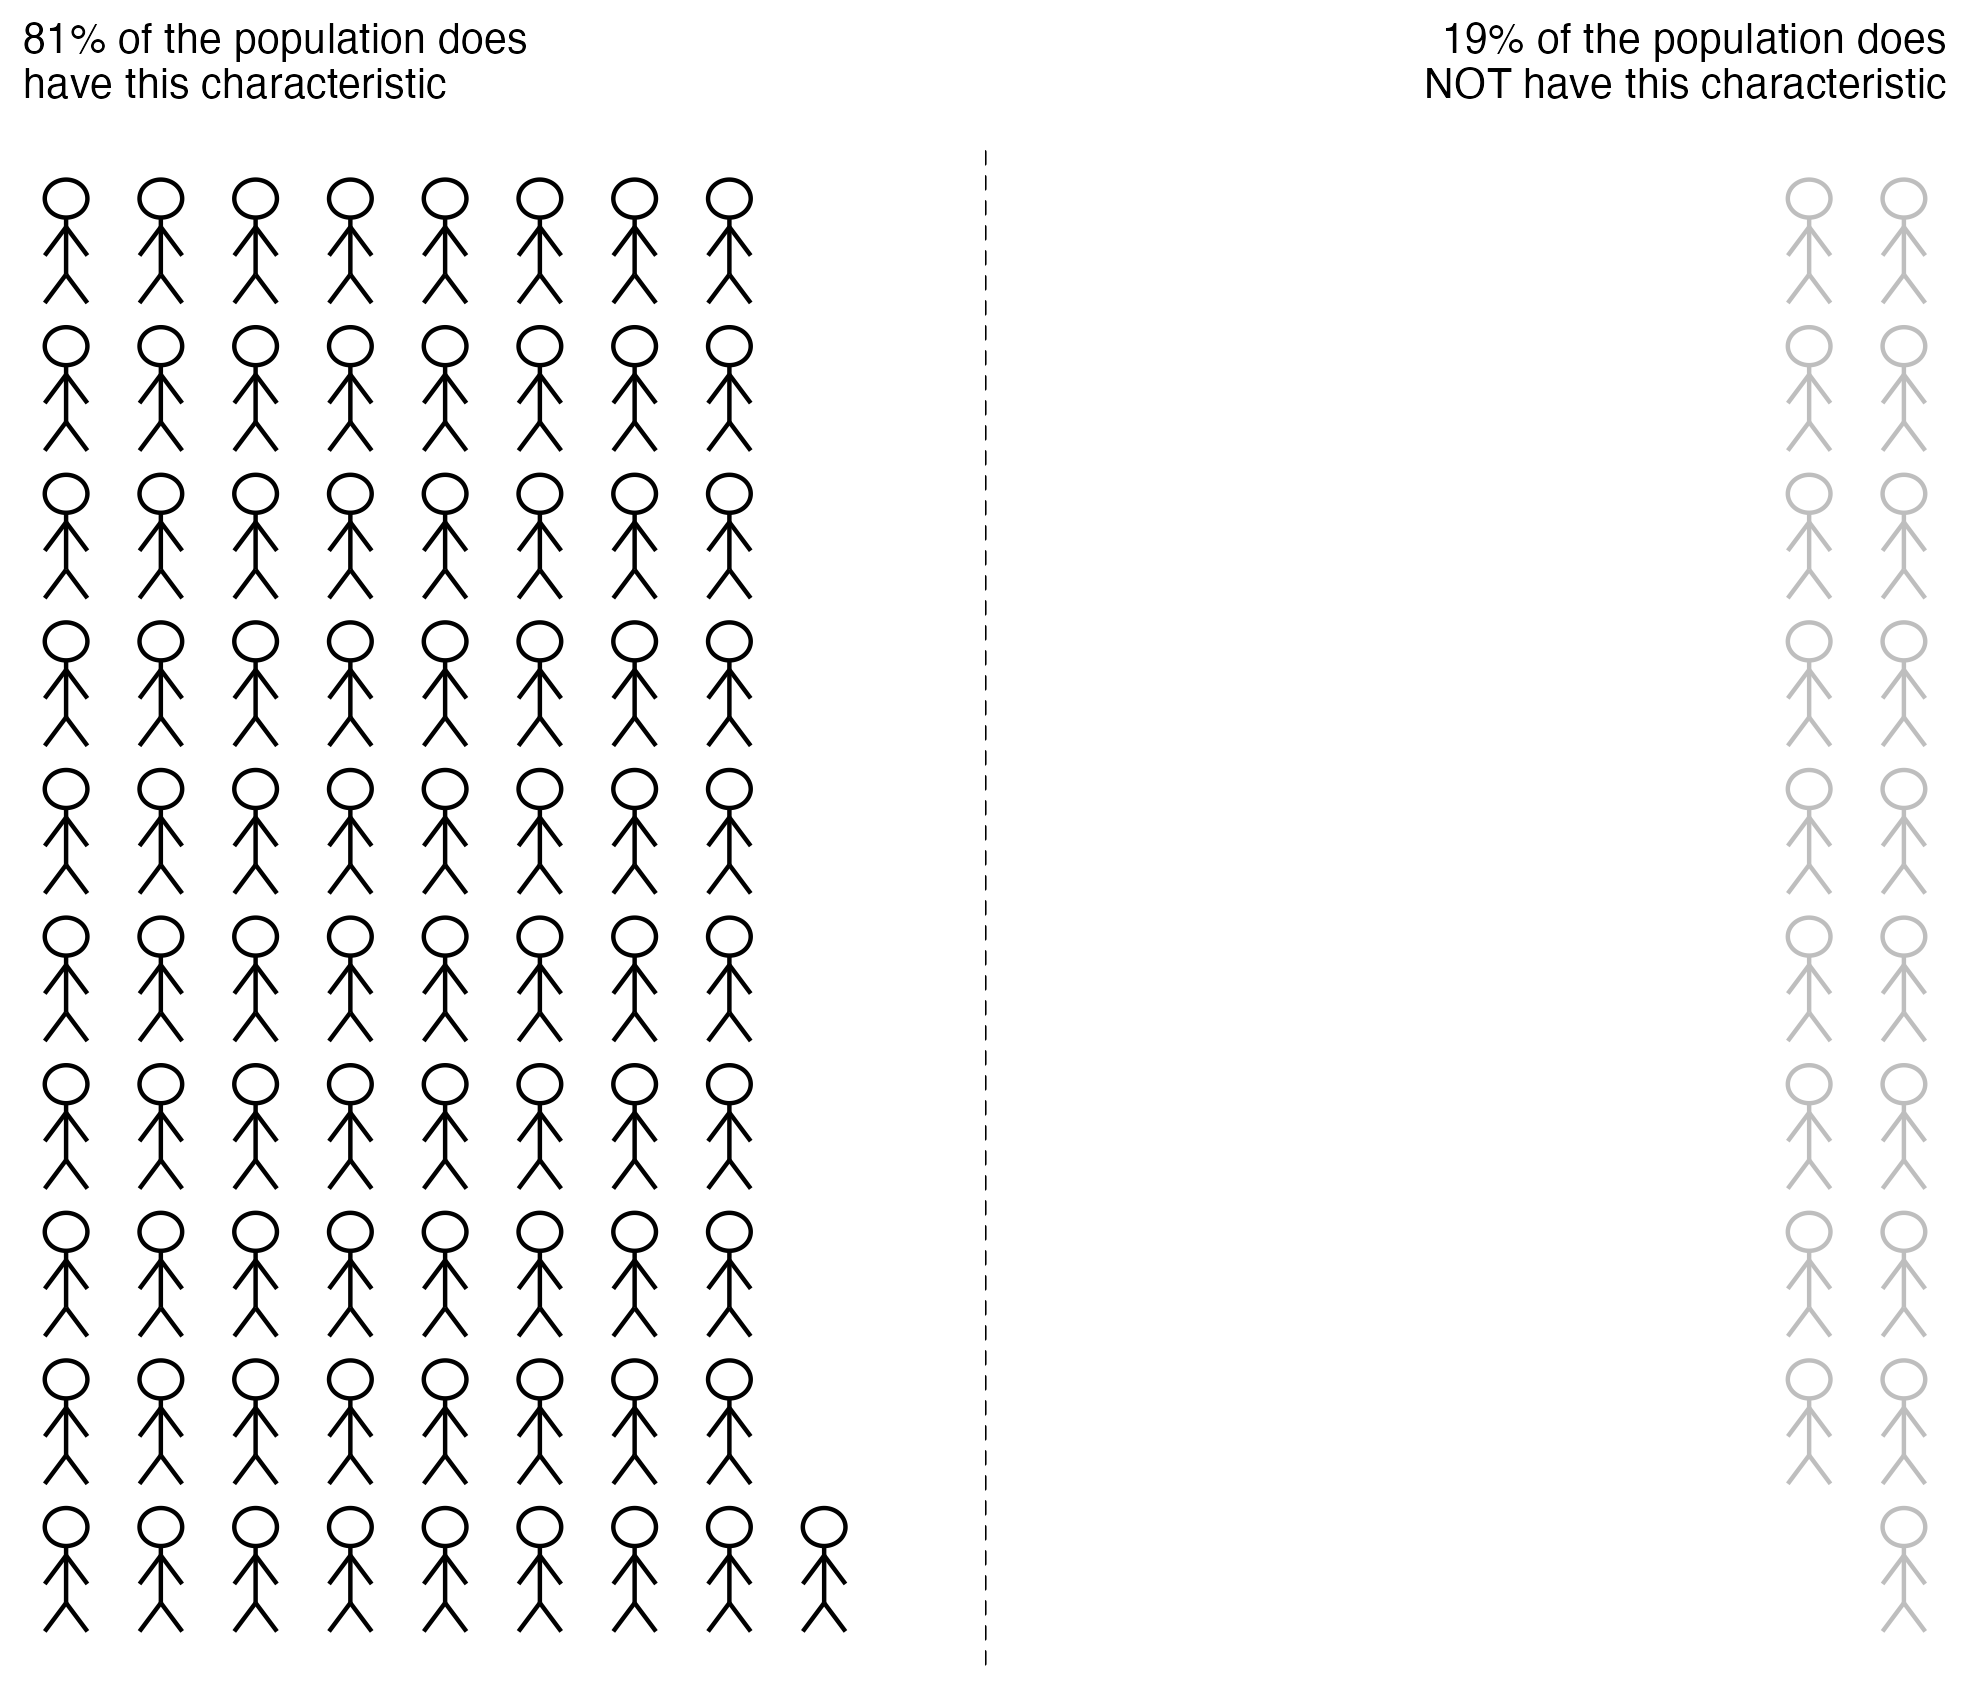 81% of the population does
have this characteristic
19% of the population does
NOT have this characteristic